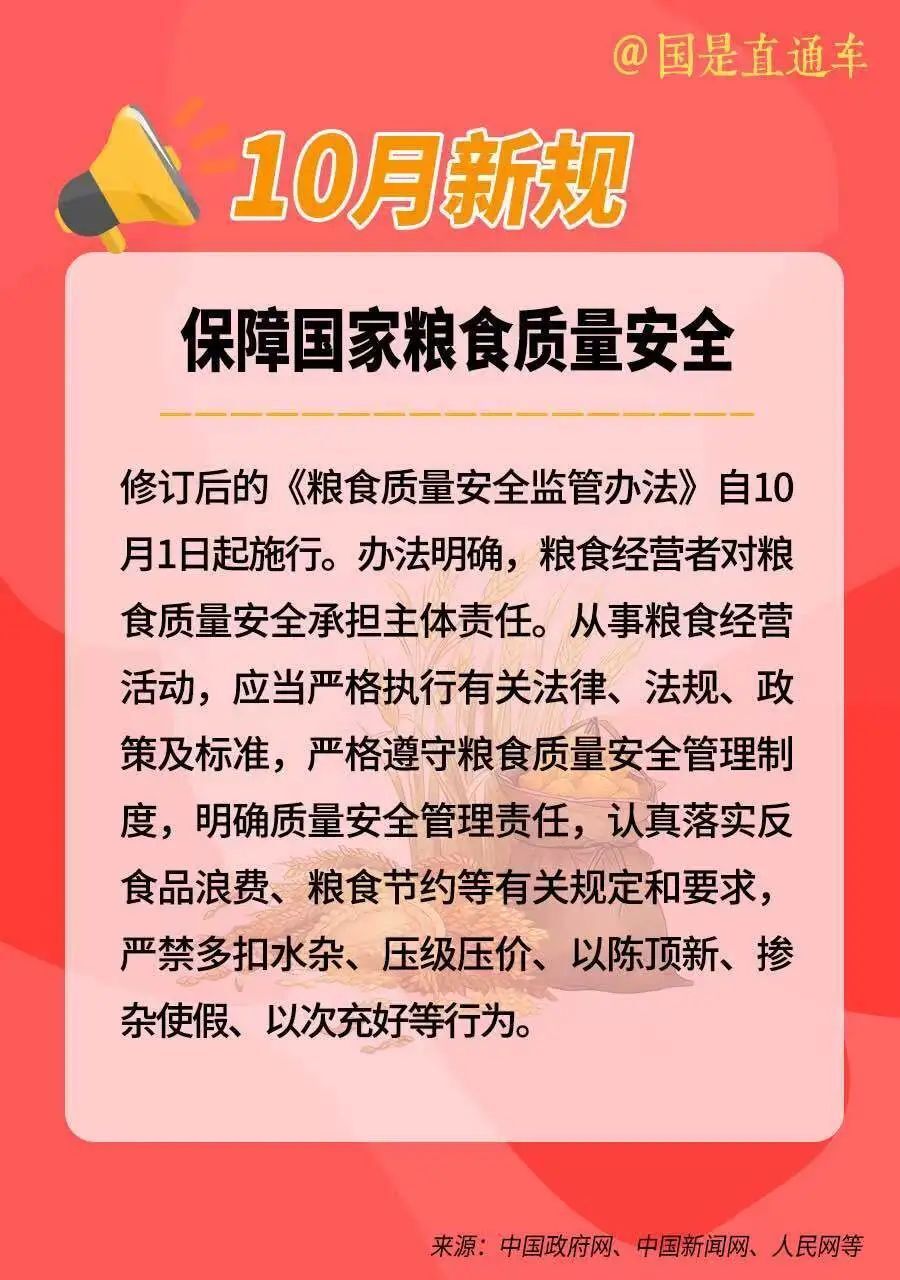 @国是直通车
10月新规
保障国家粮食质量安全
修订后的《粮食质量安全监管办法》自10
月1日起施行。办法明确，粮食经营者对粮
食质量安全承担主体责任。从事粮食经营
活动，应当严格执行有关法律、法规、政
策及标准，严格遵守粮食质量安全管理制
度，明确质量安全管理责任，认真落实反
食品浪费、粮食节约等有关规定和要求，
严禁多扣水杂、压级压价、以陈顶新、掺
杂使假、以次充好等行为。
来源：中国政府网、中国新闻网、人民网等